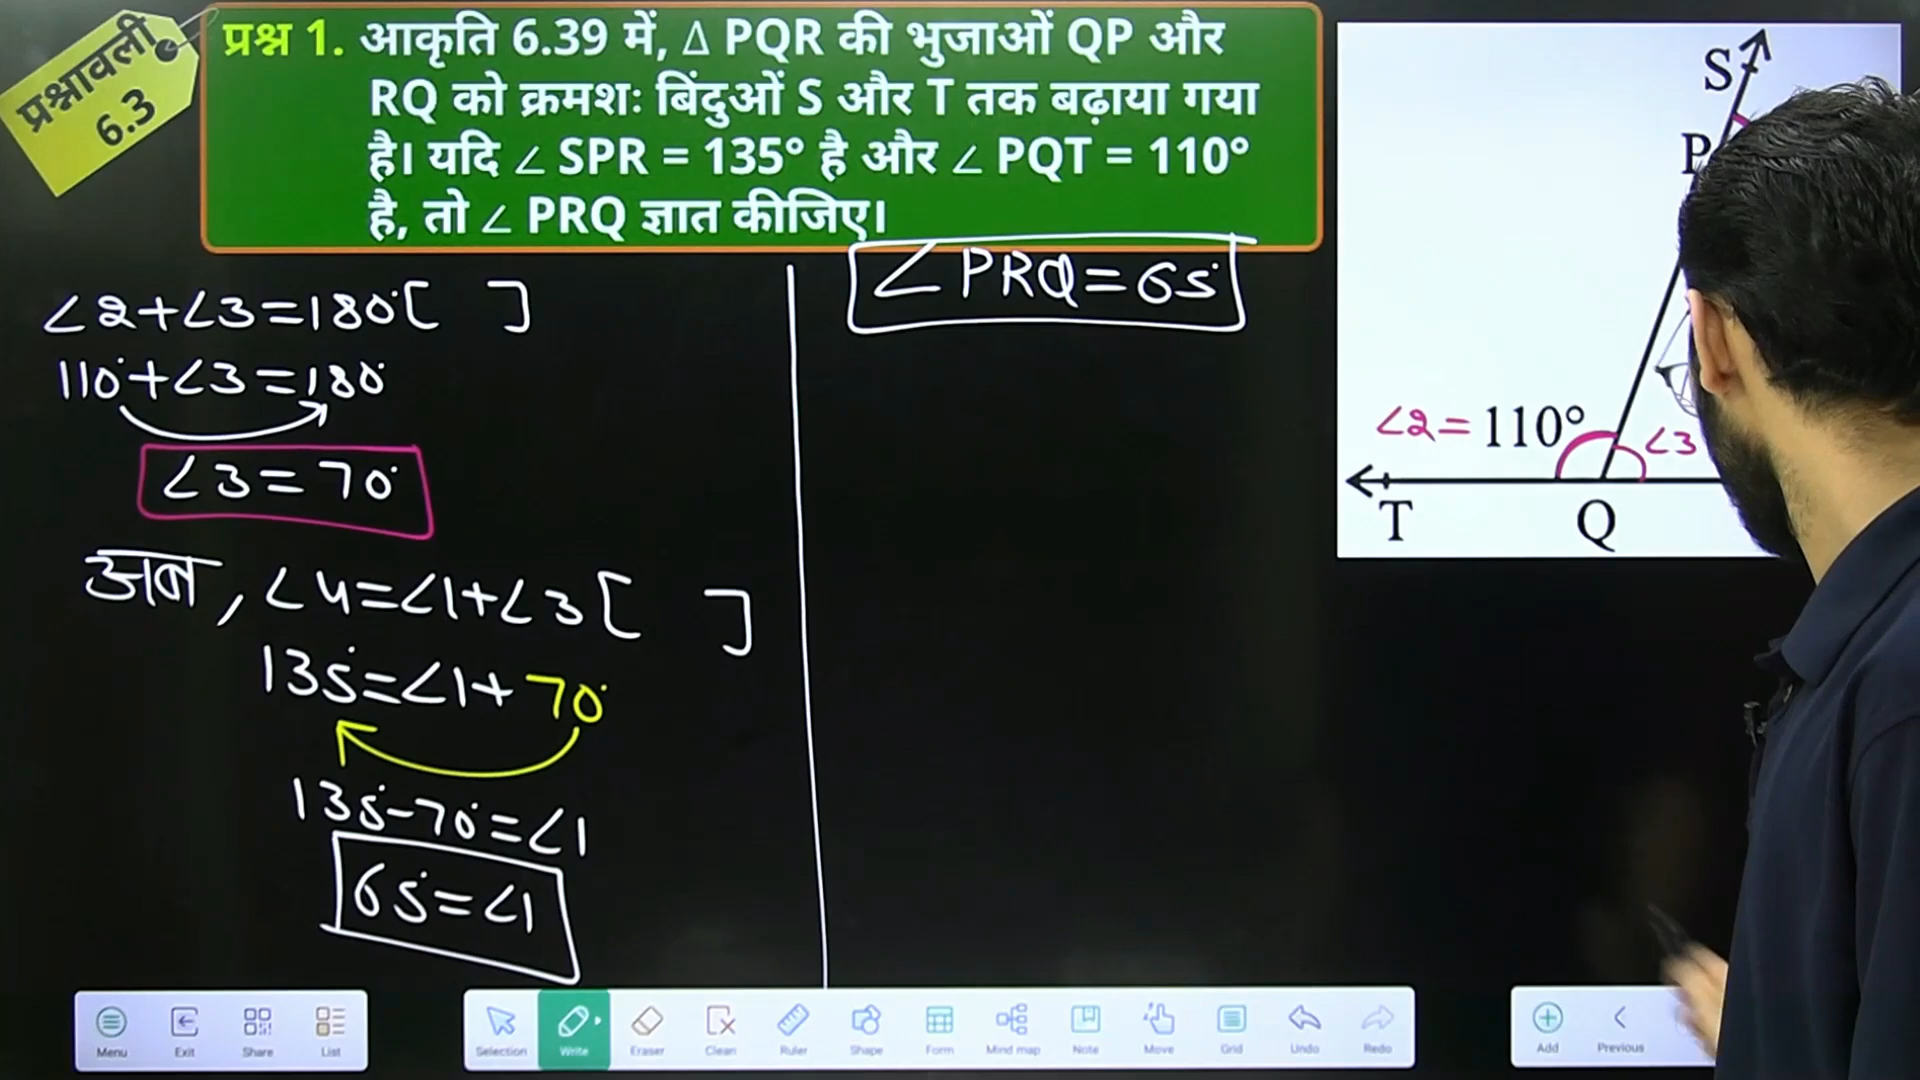 प्रश्नावली
6.3
प्रश्न 1. आकृति 6.39 में, Δ PQR की भुजाओं QP और
RQ को क्रमशः बिंदुओं S और T तक बढ़ाया गया
है। यदि ∠ SPR = 135° है और ∠ PQT = 110°
है, तो ∠ PRQ ज्ञात कीजिए।
∠2+∠3=180°[ ]
110°+∠3=180°
∠3=70°
अब, ∠4=∠1+∠3[ ]
135°=∠1+70°
135°-70°=∠1
65°=∠1
∠PRQ=65°
S
P
∠2= 110°
∠3
T
Q
Menu
Exit
Share
List
Selection
Write
Eraser
Clean
Ruler
Shape
Form
Mind map
Note
Move
Grid
Undo
Redo
Add
Previous